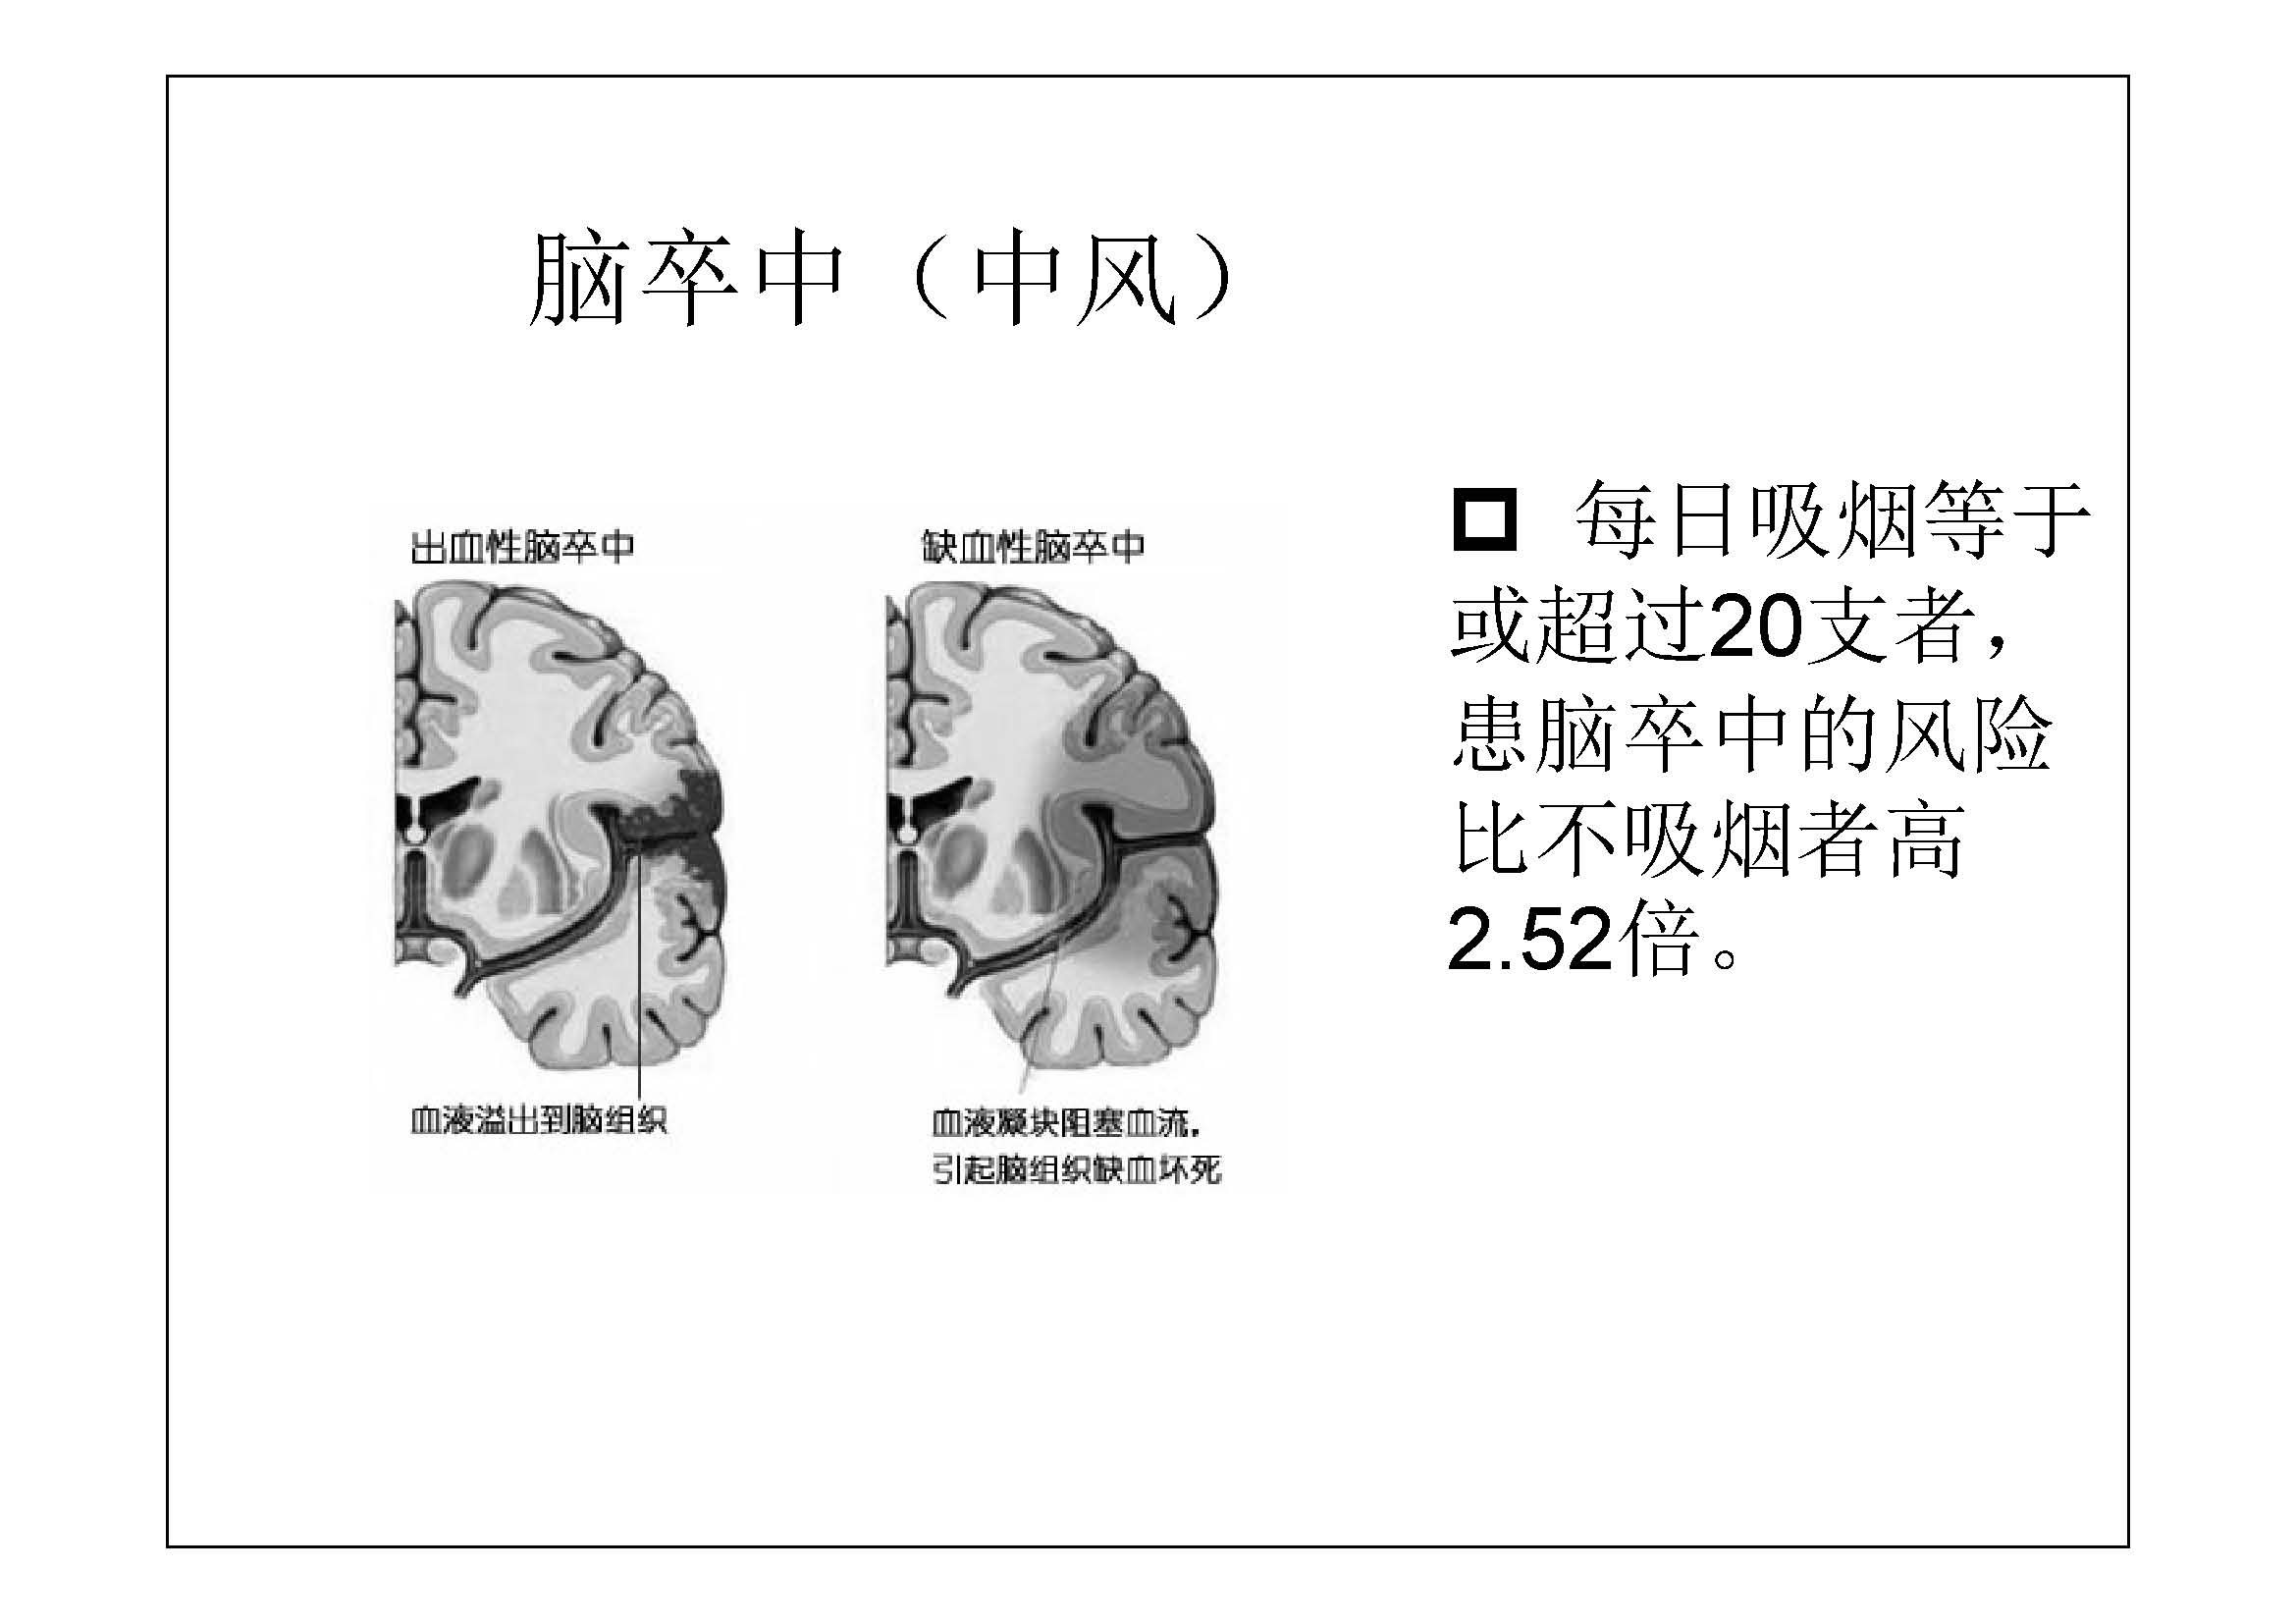 脑卒中（中风）
出血性脑卒中
缺血性脑卒中
血液溢出到脑组织
血液凝块阻塞血流.
引起脑组织缺血坏死
每日吸烟等于
或超过20支者，
患脑卒中的风险
比不吸烟者高
2.52倍。